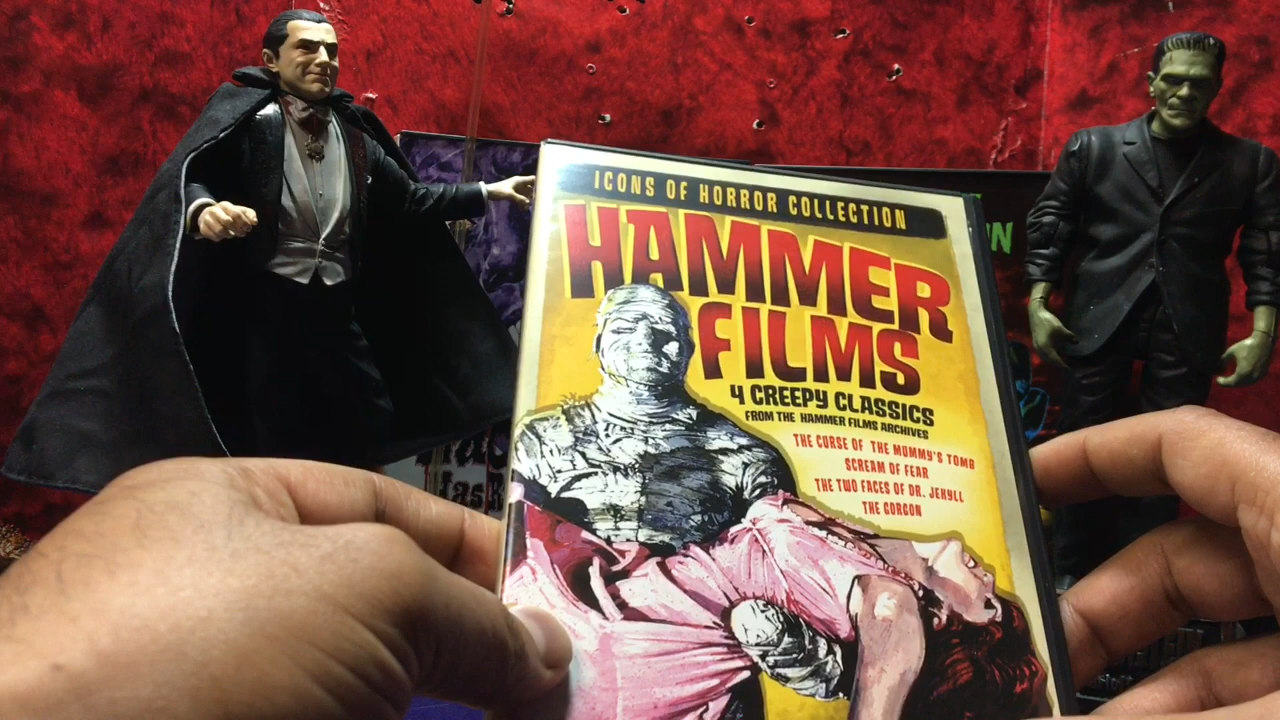 ICONS OF HORROR COLLECTION
HAMMER
FILMS
4 CREEPY CLASSICS
FROM THE HAMMER FILMS ARCHIVES
THE CURSE OF THE MUMMY'S TOMB
SCREAM OF FEAR
THE TWO FACES OF DR. JEKYLL
THE GORGON